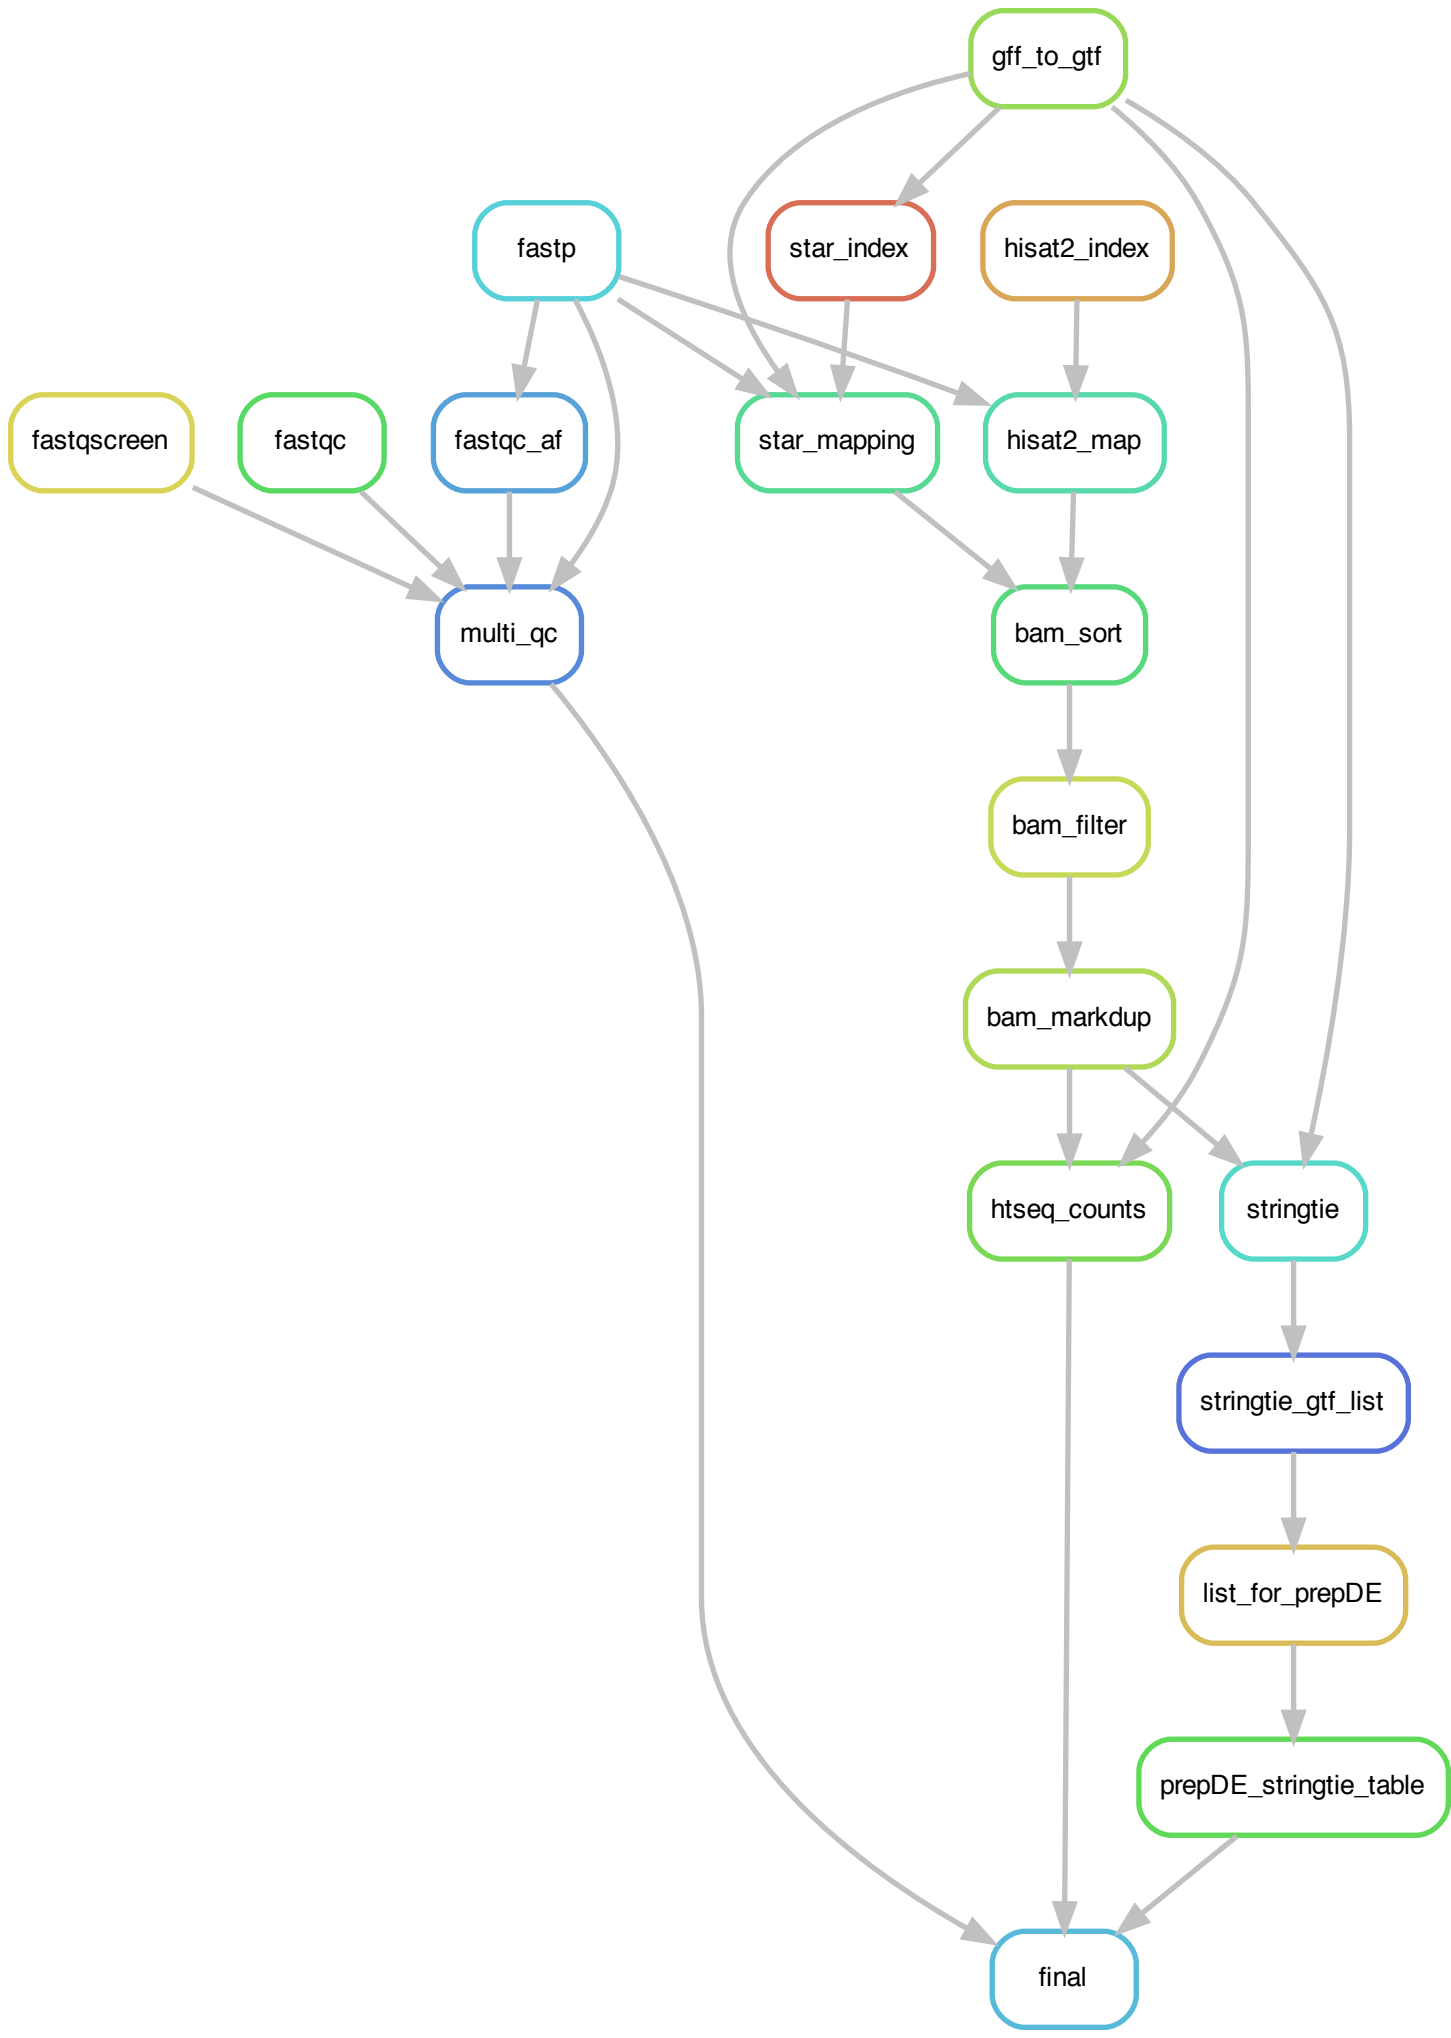 gff_to_gtf
fastp
star_index
hisat2_index
fastqscreen
fastqc
fastqc_af
star_mapping
hisat2_map
multi_qc
bam_sort
bam_filter
bam_markdup
htseq_counts
stringtie
stringtie_gtf_list
list_for_prepDE
prepDE_stringtie_table
final